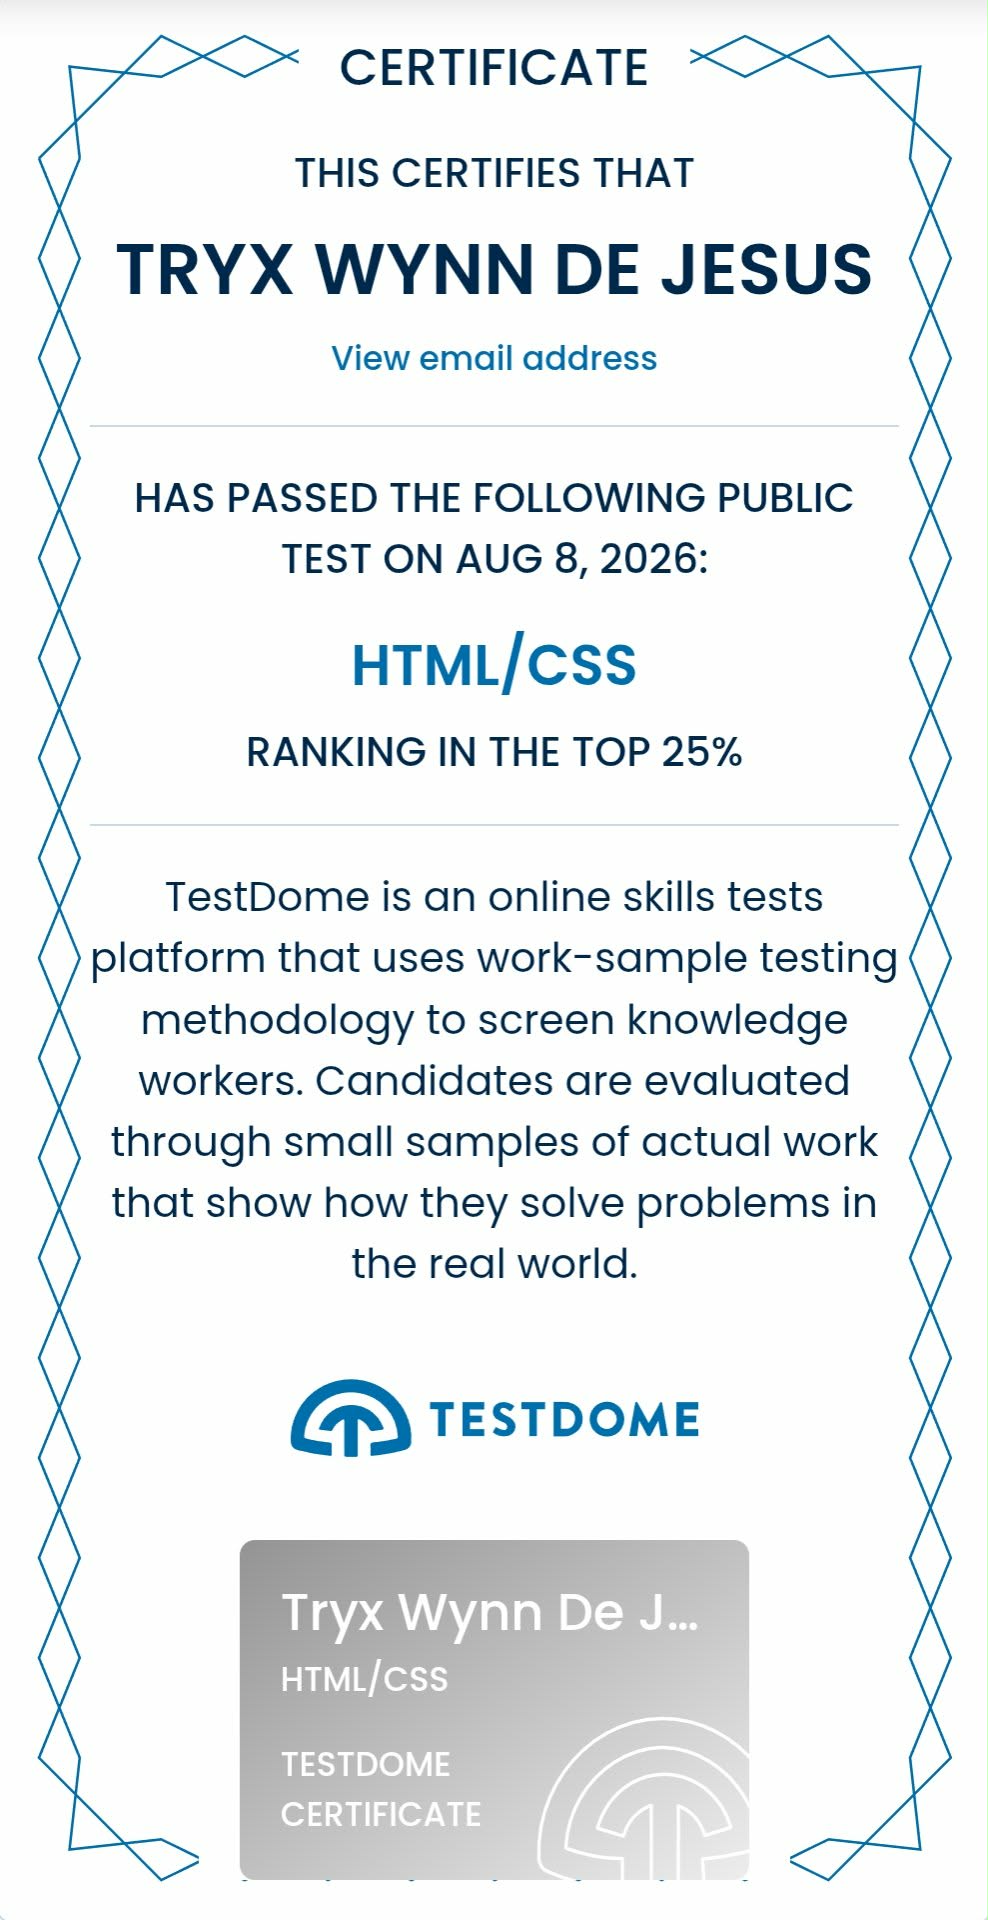 CERTIFICATE
THIS CERTIFIES THAT
TRYX WYNN DE JESUS
View email address
HAS PASSED THE FOLLOWING PUBLIC
TEST ON AUG 8, 2026:
HTML/CSS
RANKING IN THE TOP 25%
TestDome is an online skills tests
platform that uses work-sample testing
methodology to screen knowledge
workers. Candidates are evaluated
through small samples of actual work
that show how they solve problems in
the real world.
TESTDOME
Tryx Wynn De J...
HTML/CSS
TESTDOME
CERTIFICATE